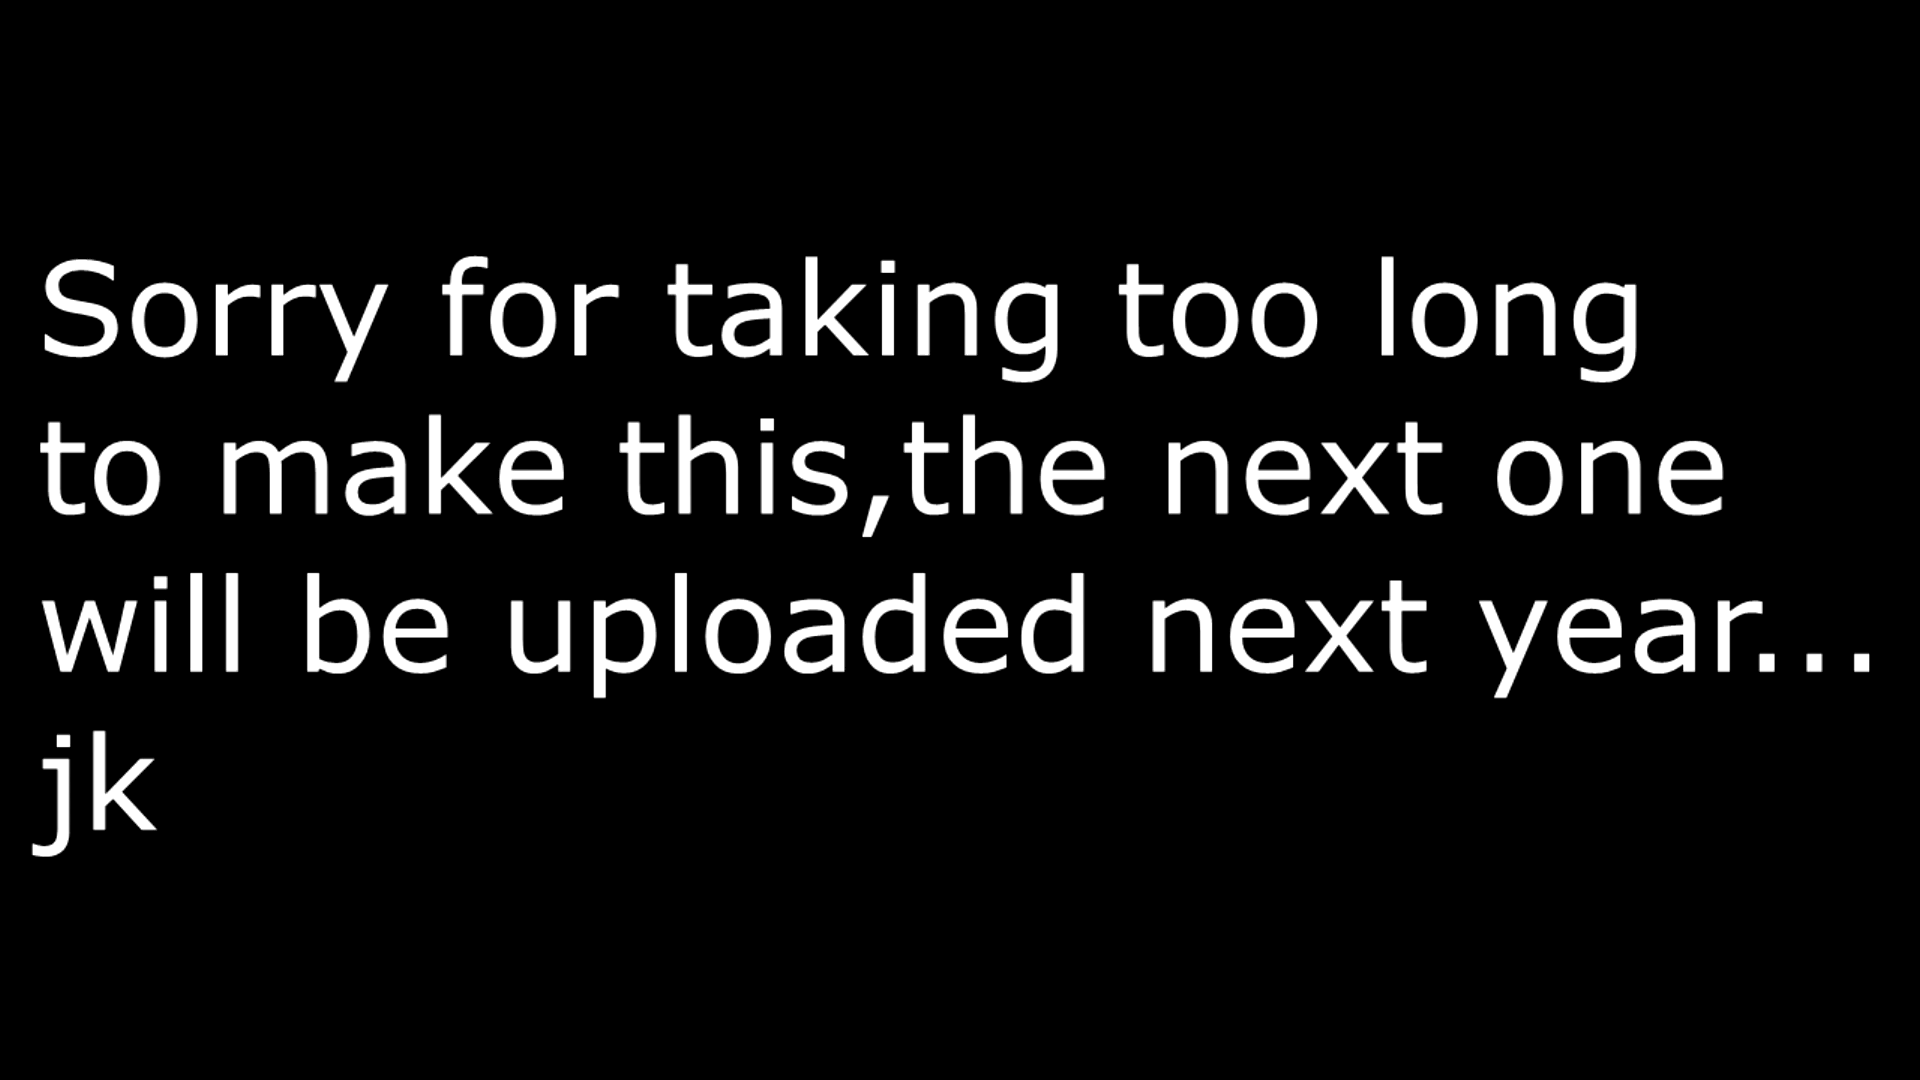 Sorry for taking too long
to make this,the next one
will be uploaded next year...
jk